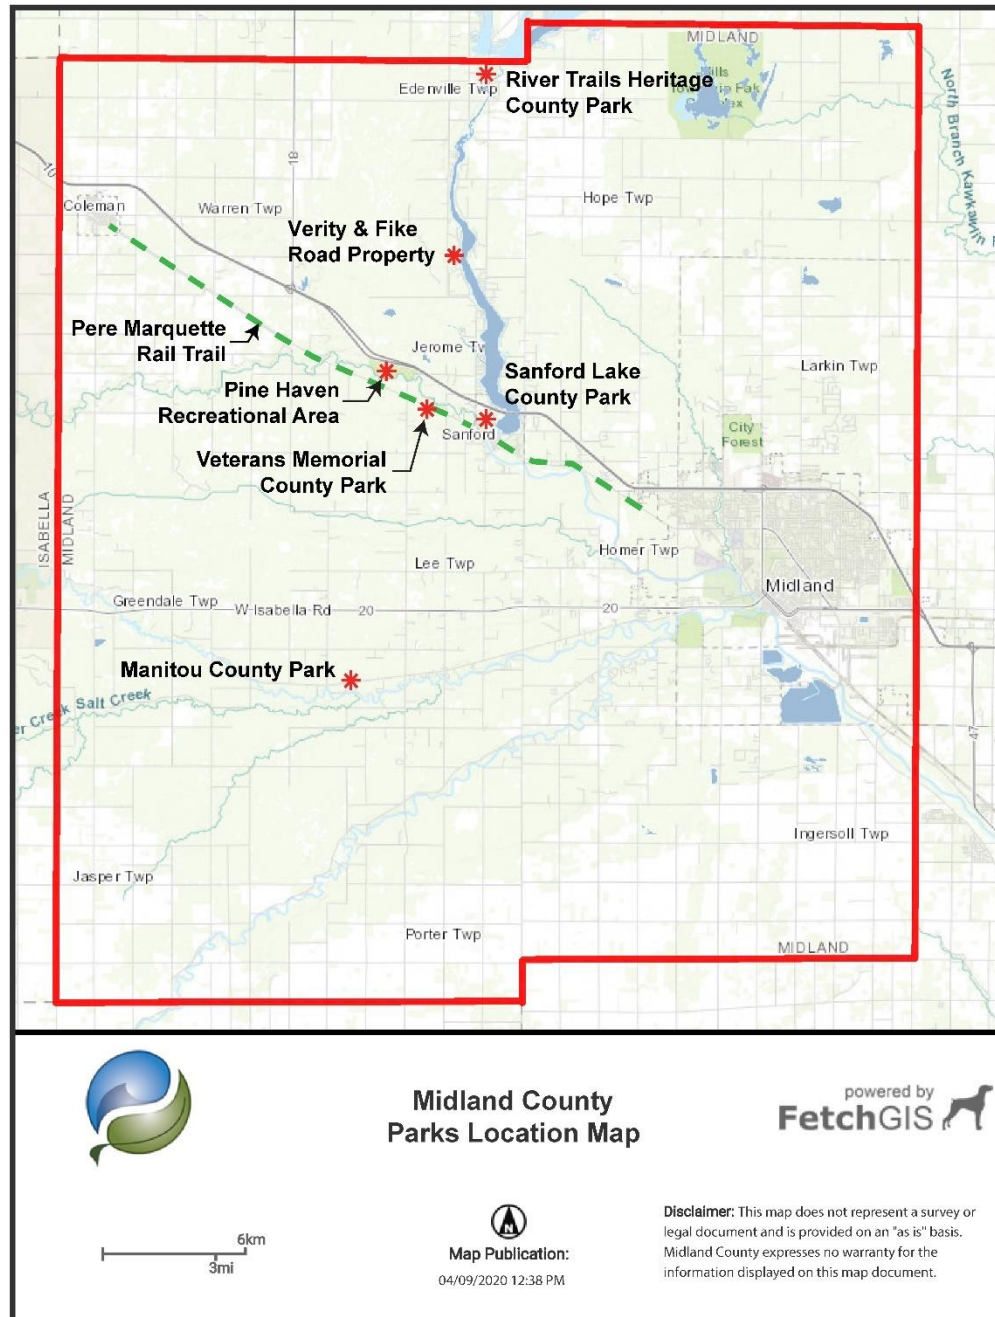 MIDLAND
River Trails Heritage
County Park
Edenville Twp
North Branch Kawkawlin
10
18
Coleman
Warren Twp
Hope Twp
Verity & Fike
Road Property
Pere Marquette
Rail Trail
Jerome Tw
Pine Haven
Recreational Area
Sanford Lake
County Park
Larkin Twp
City
Forest
Sanford
Veterans Memorial
County Park
ISABELLA
MIDLAND
Lee Twp
Homer Twp
Midland
Greendale Twp
W-Isabella-Rd
20
20
Manitou County Park
er Creek Salt Creek
47
Ingersoll Twp
Jasper Twp
Porter Twp
MIDLAND
Midland County
Parks Location Map
powered by
FetchGIS
6km
3mi
N
Map Publication:
04/09/2020 12:38 PM
Disclaimer: This map does not represent a survey or
legal document and is provided on an "as is" basis.
Midland County expresses no warranty for the
information displayed on this map document.